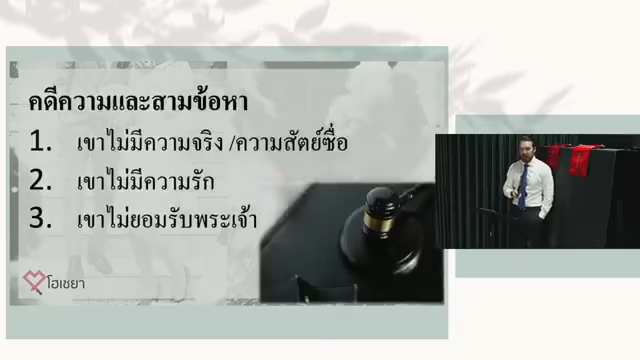 คดีความและสามข้อหา
1. เขาไม่มีความจริง /ความสัตย์ซื่อ
2. เขาไม่มีความรัก
3. เขาไม่ยอมรับพระเจ้า
โฮเชยา